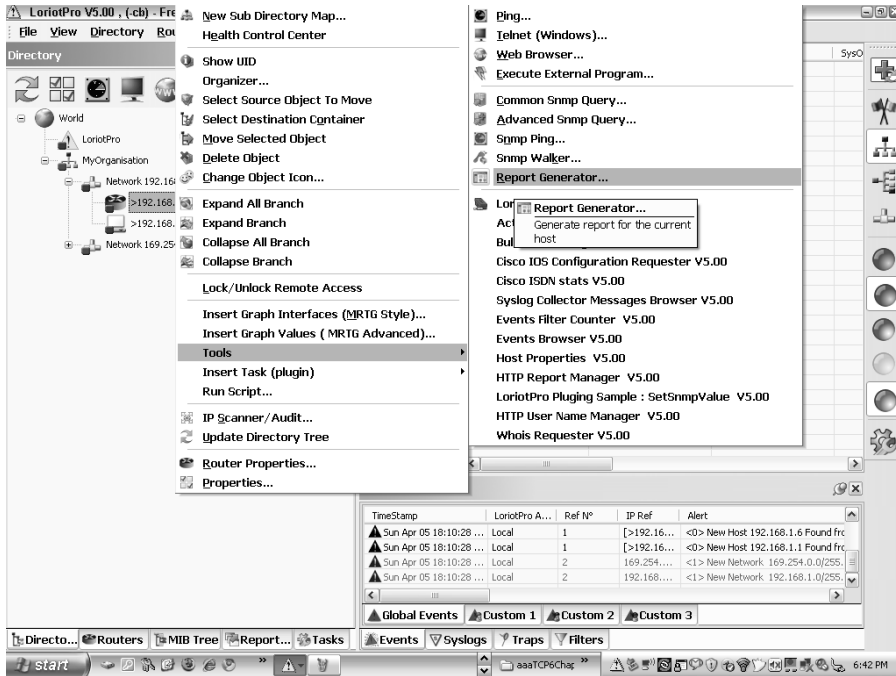 LoriotPro V5.00 , (-cb) - Fre
File View Directory Rou
Directory
World
LoriotPro
MyOrganisation
Network 192.16
>192.168.
>192.168.
Network 169.25
New Sub Directory Map...
Health Control Center
Show UID
Organizer...
Select Source Object To Move
Select Destination Container
Move Selected Object
Delete Object
Change Object Icon...
Expand All Branch
Expand Branch
Collapse All Branch
Collapse Branch
Lock/Unlock Remote Access
Insert Graph Interfaces (MRTG Style)...
Insert Graph Values ( MRTG Advanced)...
Tools
Insert Task (plugin)
Run Script...
IP Scanner/Audit...
Update Directory Tree
Router Properties...
Properties...
Ping...
Telnet (Windows)...
Web Browser...
Execute External Program...
Common Snmp Query...
Advanced Snmp Query...
Snmp Ping...
Snmp Walker...
Report Generator...
Lor
Act
Bul
Report Generator...
Generate report for the current
host
Cisco IOS Configuration Requester V5.00
Cisco ISDN stats V5.00
Syslog Collector Messages Browser V5.00
Events Filter Counter V5.00
Events Browser V5.00
Host Properties V5.00
HTTP Report Manager V5.00
LoriotPro Pluging Sample : SetSnmpValue V5.00
HTTP User Name Manager V5.00
Whois Requester V5.00
SysO
TimeStamp LoriotPro A... Ref N° IP Ref Alert
Sun Apr 05 18:10:28 ... Local 1 [>192.16... <0> New Host 192.168.1.6 Found frc
Sun Apr 05 18:10:28 ... Local 1 [>192.16... <0> New Host 192.168.1.1 Found frc
Sun Apr 05 18:10:28 ... Local 2 169.254.... <1> New Network 169.254.0.0/255.
Sun Apr 05 18:10:28 ... Local 2 192.168.... <1> New Network 192.168.1.0/255.
Global Events Custom 1 Custom 2 Custom 3
Directo... Routers MIB Tree Report... Tasks Events Syslogs Traps Filters
start aaaTCP6Chap 6:42 PM